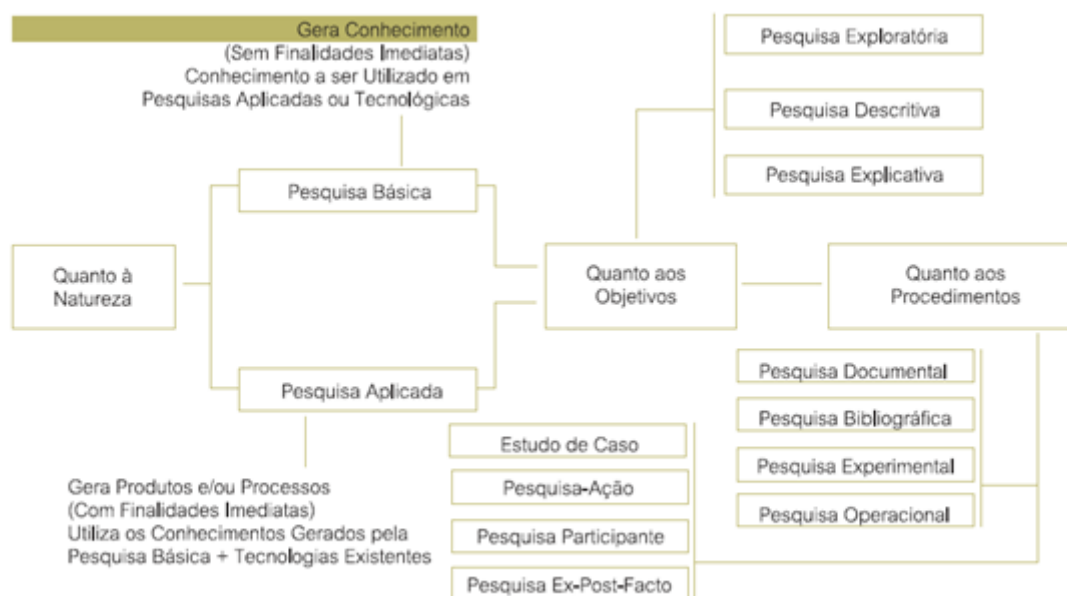 Gera Conhecimento
(Sem Finalidades Imediatas)
Conhecimento a ser Utilizado em
Pesquisas Aplicadas ou Tecnológicas
Pesquisa Básica
Quanto à
Natureza
Pesquisa Aplicada
Gera Produtos e/ou Processos
(Com Finalidades Imediatas)
Utiliza os Conhecimentos Gerados pela
Pesquisa Básica + Tecnologias Existentes
Quanto aos
Objetivos
Pesquisa Exploratória
Pesquisa Descritiva
Pesquisa Explicativa
Quanto aos
Procedimentos
Pesquisa Documental
Pesquisa Bibliográfica
Pesquisa Experimental
Pesquisa Operacional
Estudo de Caso
Pesquisa-Ação
Pesquisa Participante
Pesquisa Ex-Post-Facto